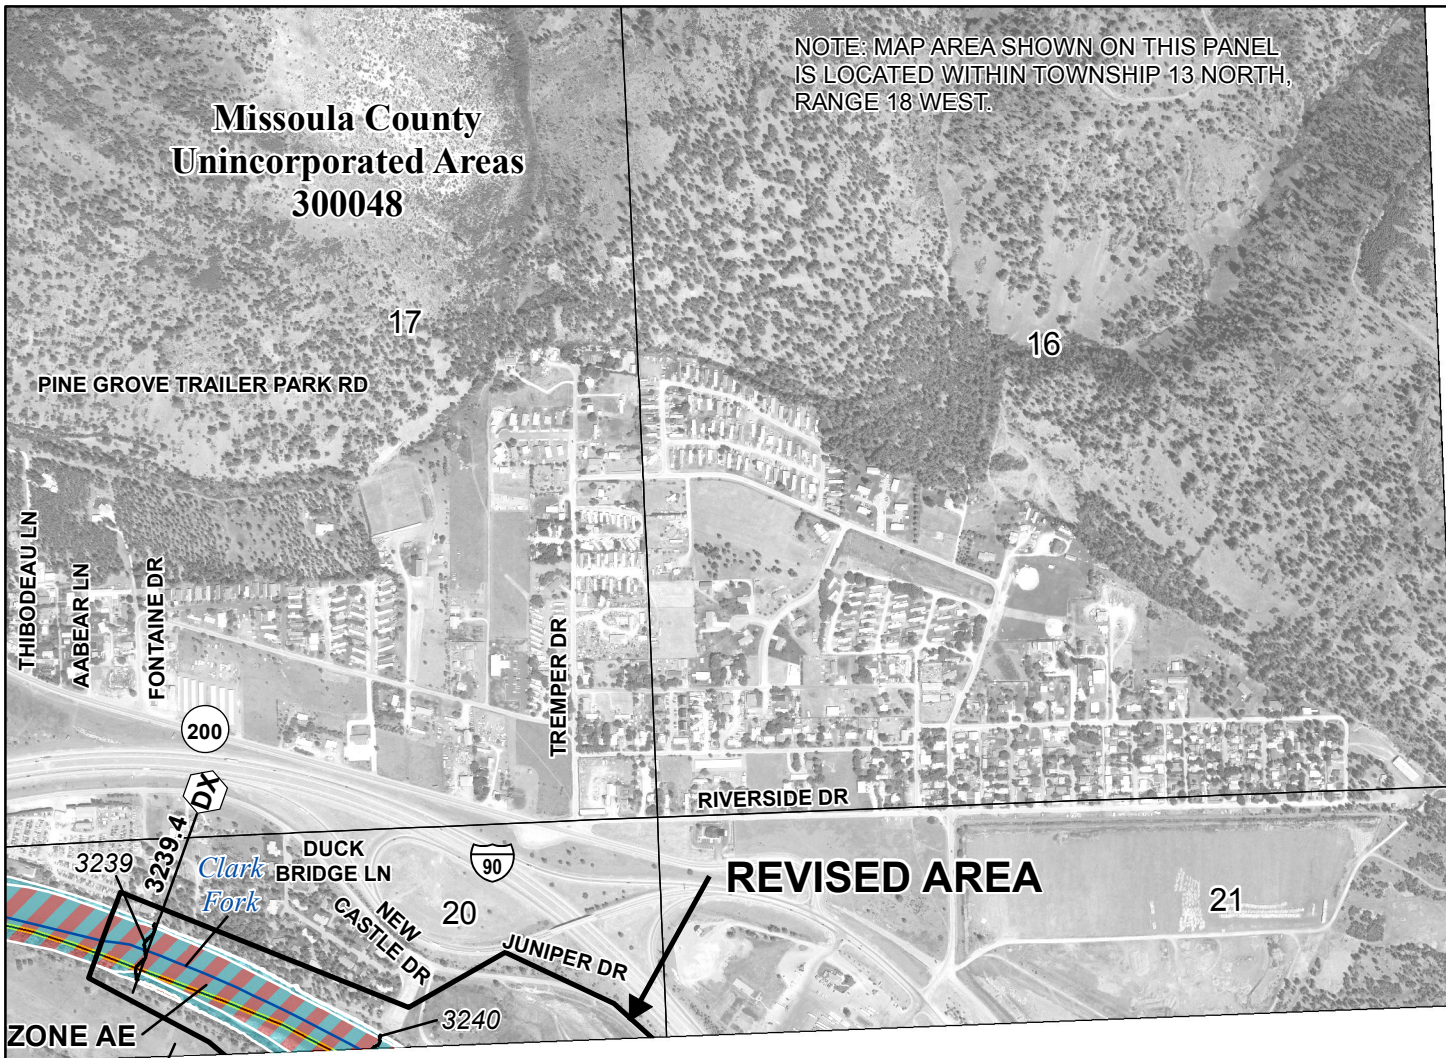 NOTE: MAP AREA SHOWN ON THIS PANEL
IS LOCATED WITHIN TOWNSHIP 13 NORTH,
RANGE 18 WEST.
Missoula County
Unincorporated Areas
300048
17
16
PINE GROVE TRAILER PARK RD
THIBODEAU LN
AABEAR LN
FONTAINE DR
TREMPER DR
200
DX
3239.4
RIVERSIDE DR
3239
Clark
Fork
DUCK
BRIDGE LN
90
NEW
CASTLE DR
20
JUNIPER DR
REVISED AREA
21
3240
ZONE AE